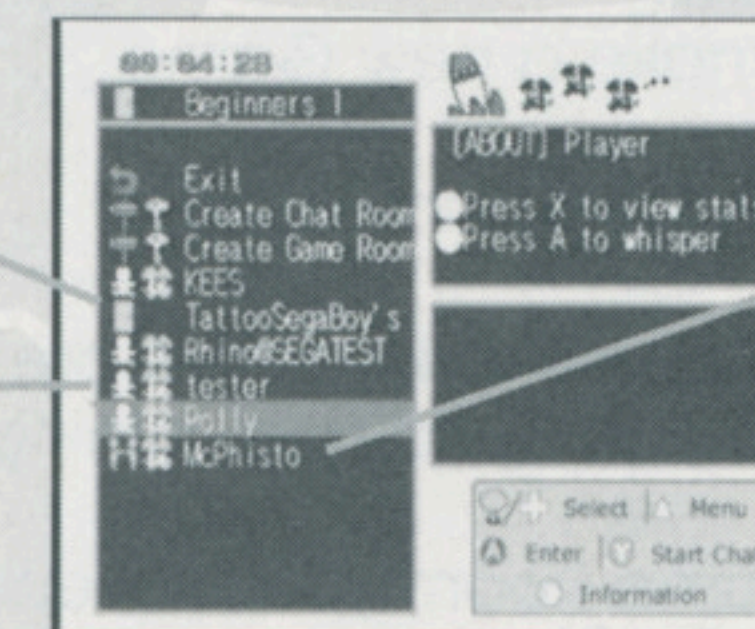 00:04:28
Beginners 1
Exit
Create Chat Room
Create Game Room
KEES
TattooSegaBoy's
Rhino@SEGATEST
tester
Polly
McPhisto
[ABOUT] Player
Press X to view stats
Press A to whisper
Select Menu
A Enter Y Start Chat
Information